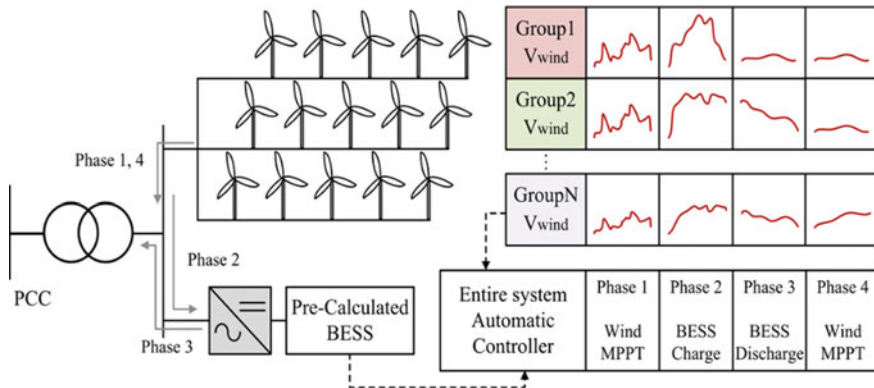 Group1
Vwind
Group2
Vwind
GroupN
Vwind
Phase 1, 4
Phase 2
PCC
Phase 3
Pre-Calculated
BESS
Entire system
Automatic
Controller
Phase 1
Wind
MPPT
Phase 2
BESS
Charge
Phase 3
BESS
Discharge
Phase 4
Wind
MPPT